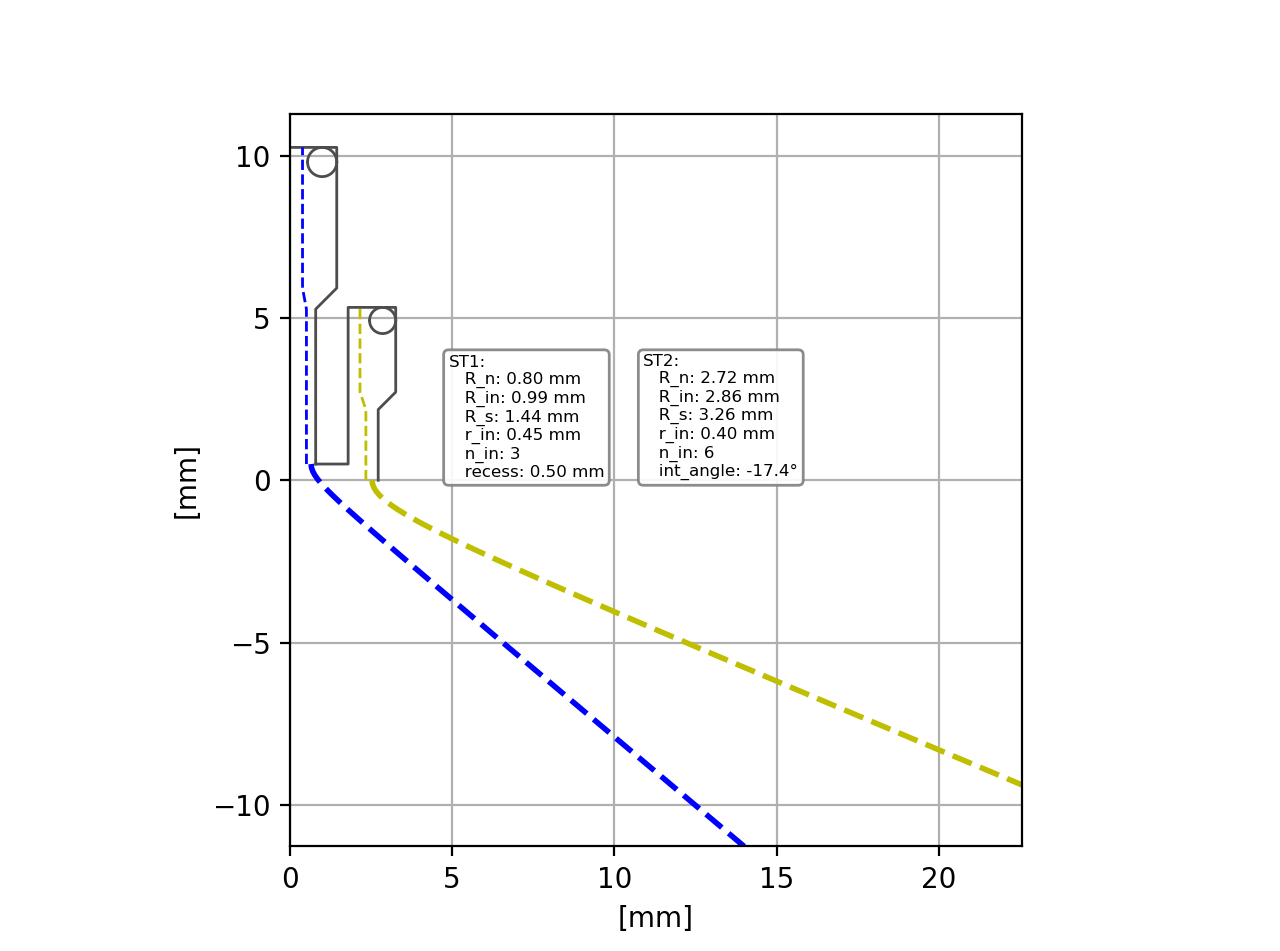 10
5
0
−5
−10
[mm]
ST1:
R_n: 0.80 mm
R_in: 0.99 mm
R_s: 1.44 mm
r_in: 0.45 mm
n_in: 3
recess: 0.50 mm
ST2:
R_n: 2.72 mm
R_in: 2.86 mm
R_s: 3.26 mm
r_in: 0.40 mm
n_in: 6
int_angle: -17.4°
0
5
10
15
20
[mm]